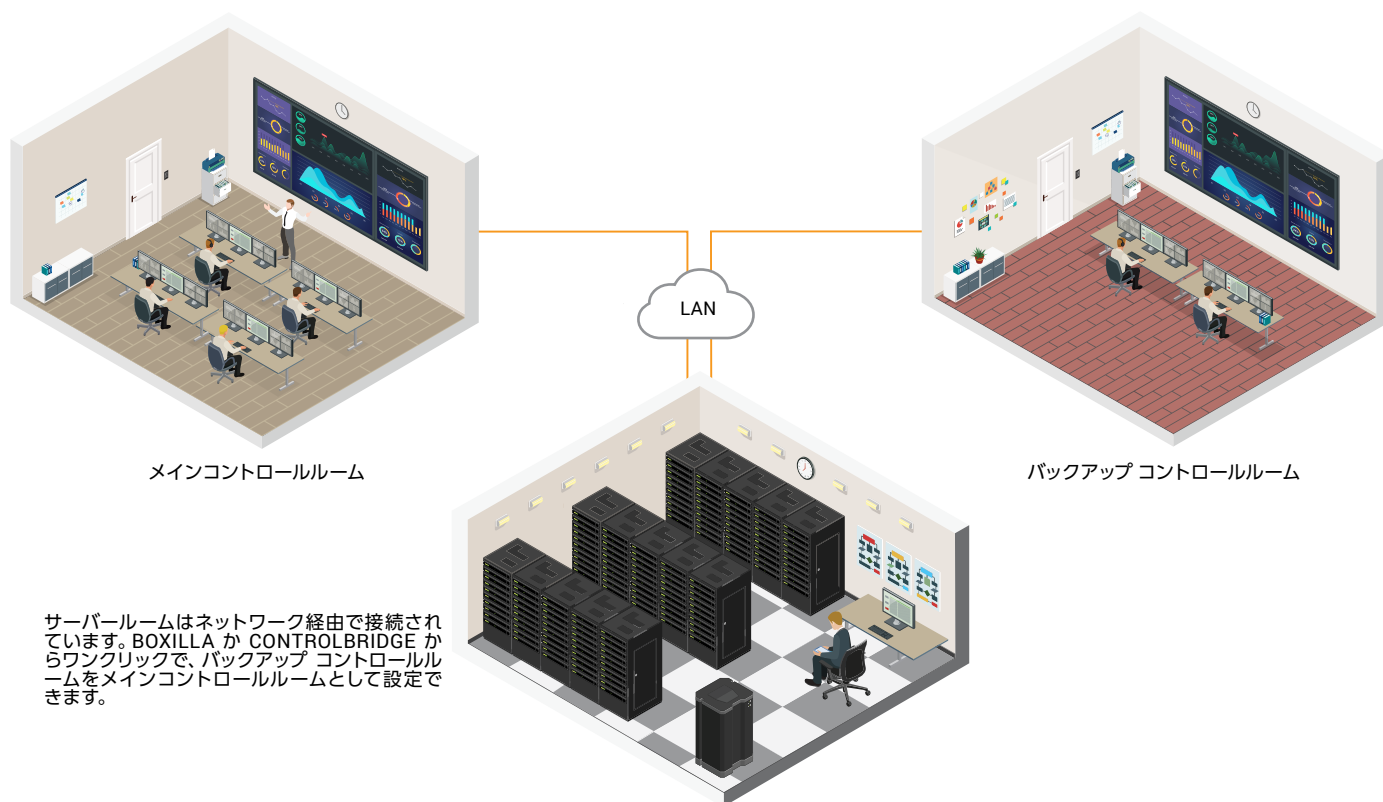 LAN
メインコントロールルーム
バックアップ コントロールルーム
サーバールームはネットワーク経由で接続され
ています。BOXILLA か CONTROLBRIDGE か
らワンクリックで、バックアップ コントロールル
ームをメインコントロールルームとして設定で
きます。